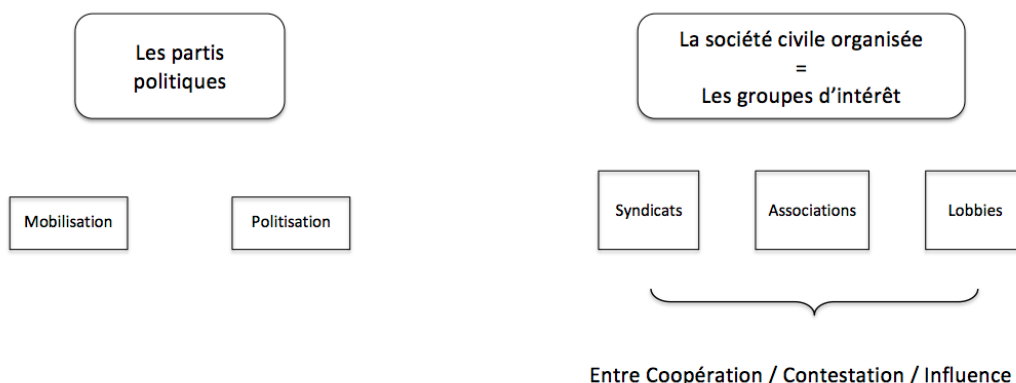 Les partis
politiques
La société civile organisée
=
Les groupes d'intérêt
Mobilisation
Politisation
Syndicats
Associations
Lobbies
Entre Coopération / Contestation / Influence